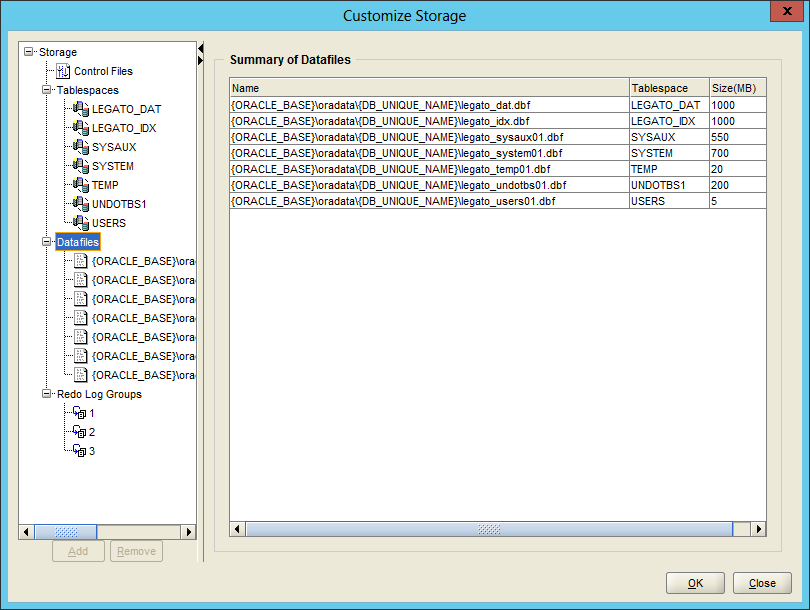 Customize Storage
Storage
Control Files
Tablespaces
LEGATO_DAT
LEGATO_IDX
SYSAUX
SYSTEM
TEMP
UNDOTBS1
USERS
Datafiles
{ORACLE_BASE}\ora
{ORACLE_BASE}\ora
{ORACLE_BASE}\ora
{ORACLE_BASE}\ora
{ORACLE_BASE}\ora
{ORACLE_BASE}\ora
{ORACLE_BASE}\ora
Redo Log Groups
1
2
3
Add Remove
Summary of Datafiles
Name Tablespace Size(MB)
{ORACLE_BASE}\oradata\{DB_UNIQUE_NAME}\legato_dat.dbf LEGATO_DAT 1000
{ORACLE_BASE}\oradata\{DB_UNIQUE_NAME}\legato_idx.dbf LEGATO_IDX 1000
{ORACLE_BASE}\oradata\{DB_UNIQUE_NAME}\legato_sysaux01.dbf SYSAUX 550
{ORACLE_BASE}\oradata\{DB_UNIQUE_NAME}\legato_system01.dbf SYSTEM 700
{ORACLE_BASE}\oradata\{DB_UNIQUE_NAME}\legato_temp01.dbf TEMP 20
{ORACLE_BASE}\oradata\{DB_UNIQUE_NAME}\legato_undotbs01.dbf UNDOTBS1 200
{ORACLE_BASE}\oradata\{DB_UNIQUE_NAME}\legato_users01.dbf USERS 5
OK Close